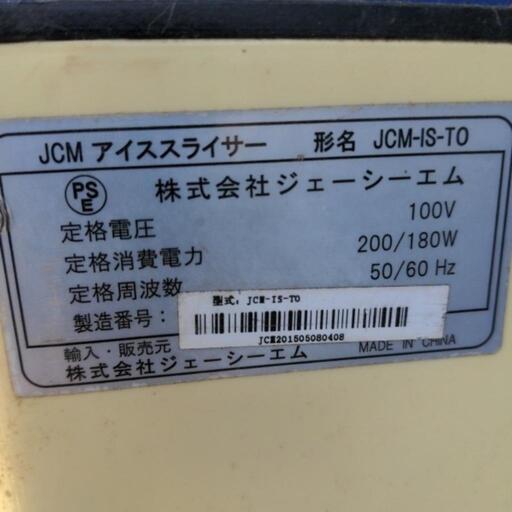 JCM アイススライサー 形名 JCM-IS-TO
PS
E
株式会社ジェーシーエム
定格電圧 100V
定格消費電力 200/180W
定格周波数 50/60 Hz
製造番号:
型式: JCM-IS-TO
JCM201505080408
輸入・販売元 MADE IN CHINA
株式会社ジェーシーエム